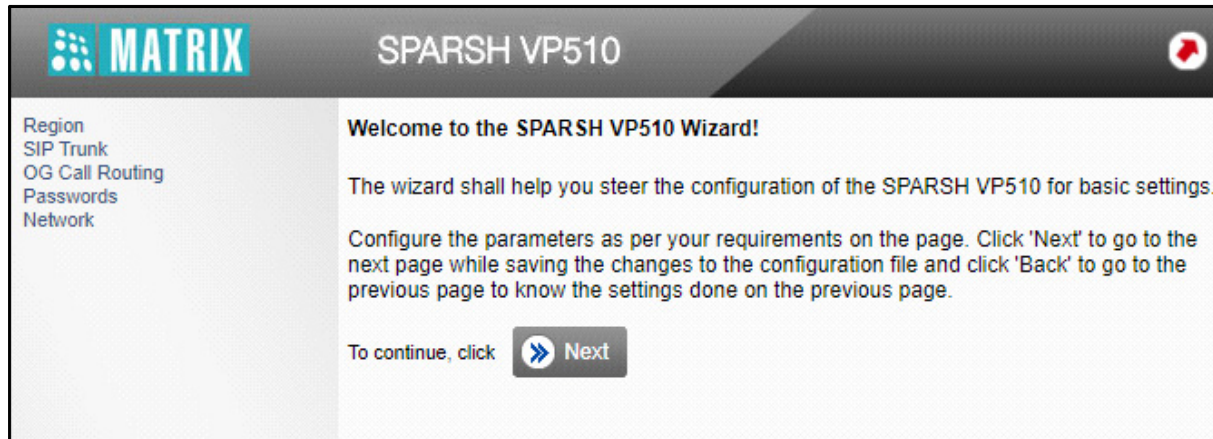 MATRIX
SPARSH VP510
Region
SIP Trunk
OG Call Routing
Passwords
Network
Welcome to the SPARSH VP510 Wizard!
The wizard shall help you steer the configuration of the SPARSH VP510 for basic settings.
Configure the parameters as per your requirements on the page. Click 'Next' to go to the
next page while saving the changes to the configuration file and click 'Back' to go to the
previous page to know the settings done on the previous page.
To continue, click
Next